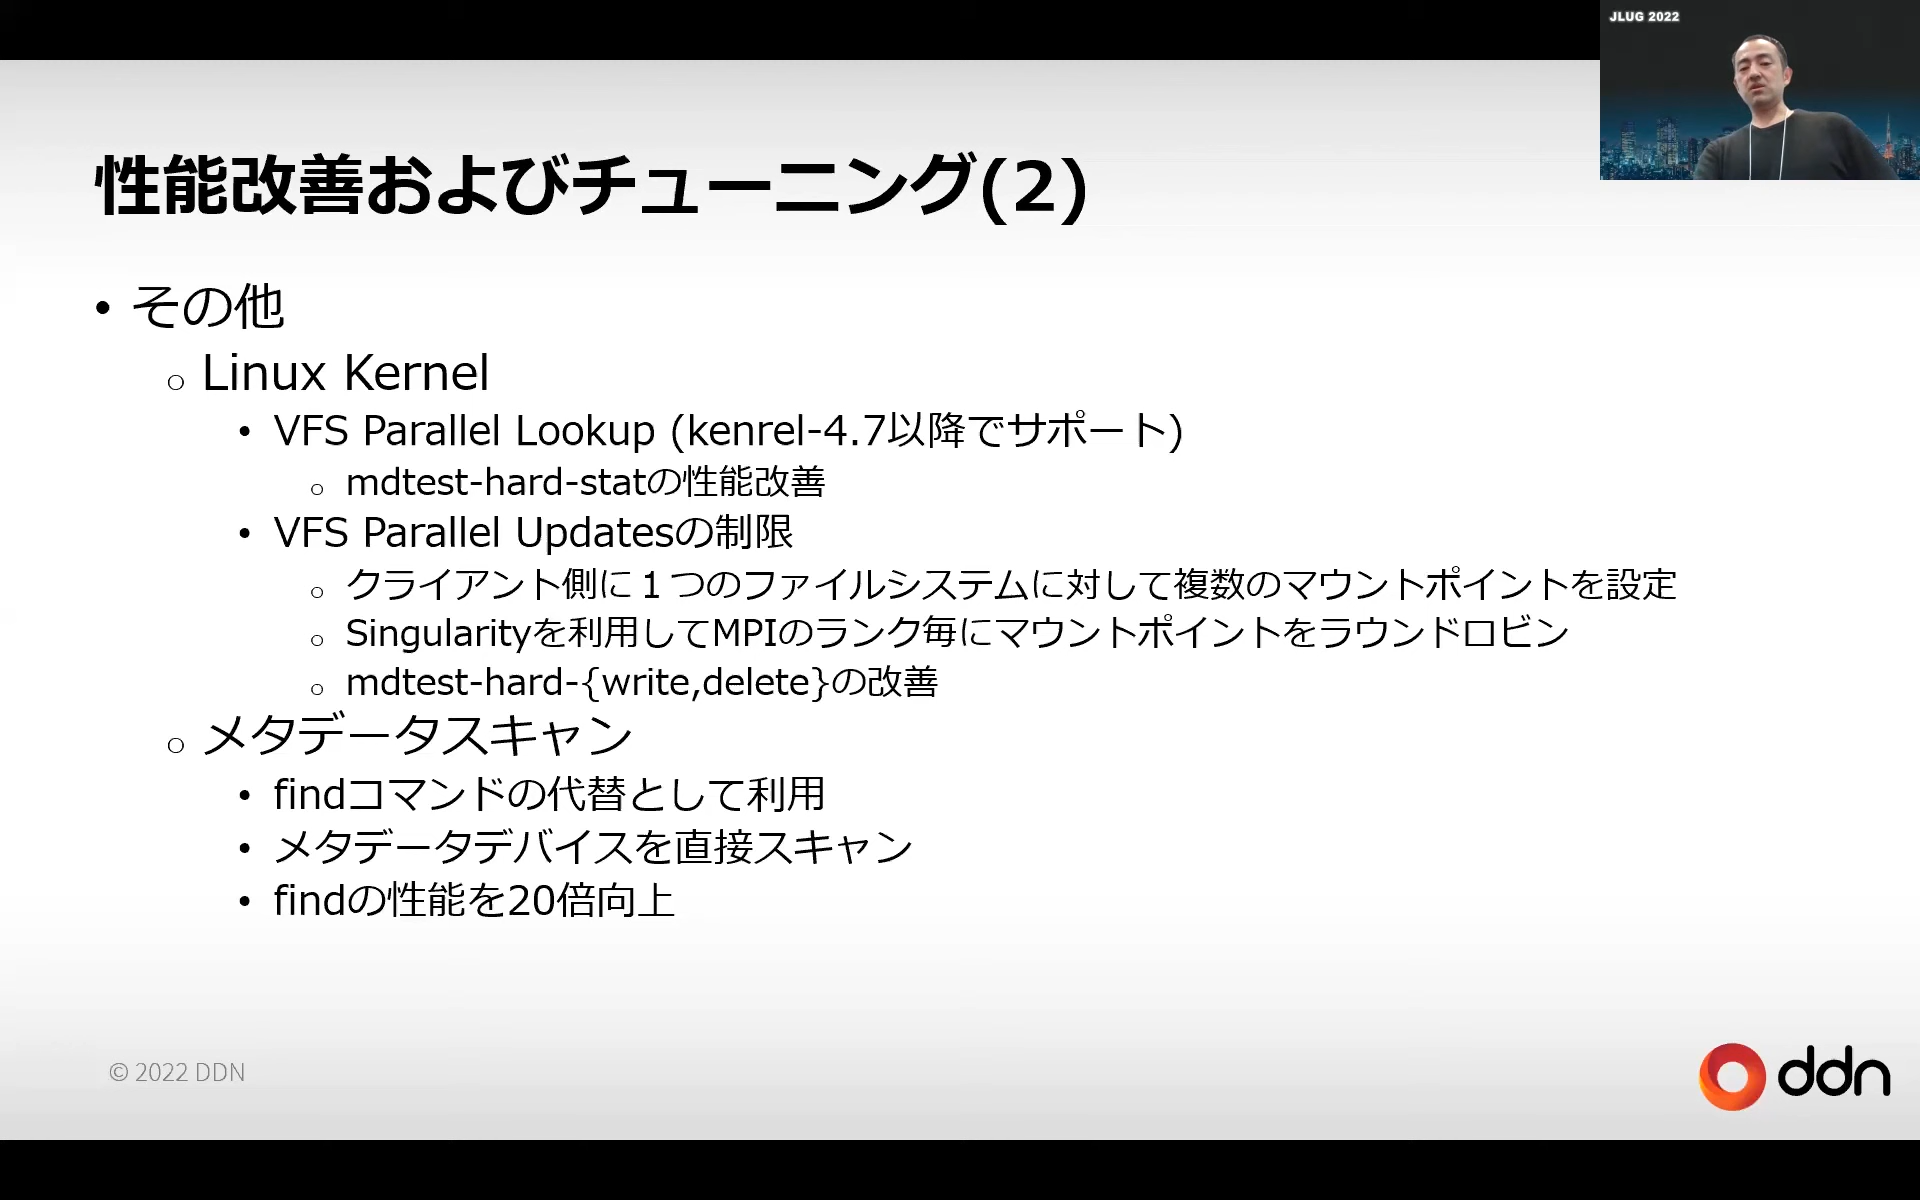 JLUG 2022
性能改善およびチューニング(2)
• その他
o Linux Kernel
• VFS Parallel Lookup (kenrel-4.7以降でサポート)
o mdtest-hard-statの性能改善
• VFS Parallel Updatesの制限
o クライアント側に１つのファイルシステムに対して複数のマウントポイントを設定
o Singularityを利用してMPIのランク毎にマウントポイントをラウンドロビン
o mdtest-hard-{write,delete}の改善
o メタデータスキャン
• findコマンドの代替として利用
• メタデータデバイスを直接スキャン
• findの性能を20倍向上
© 2022 DDN
ddn